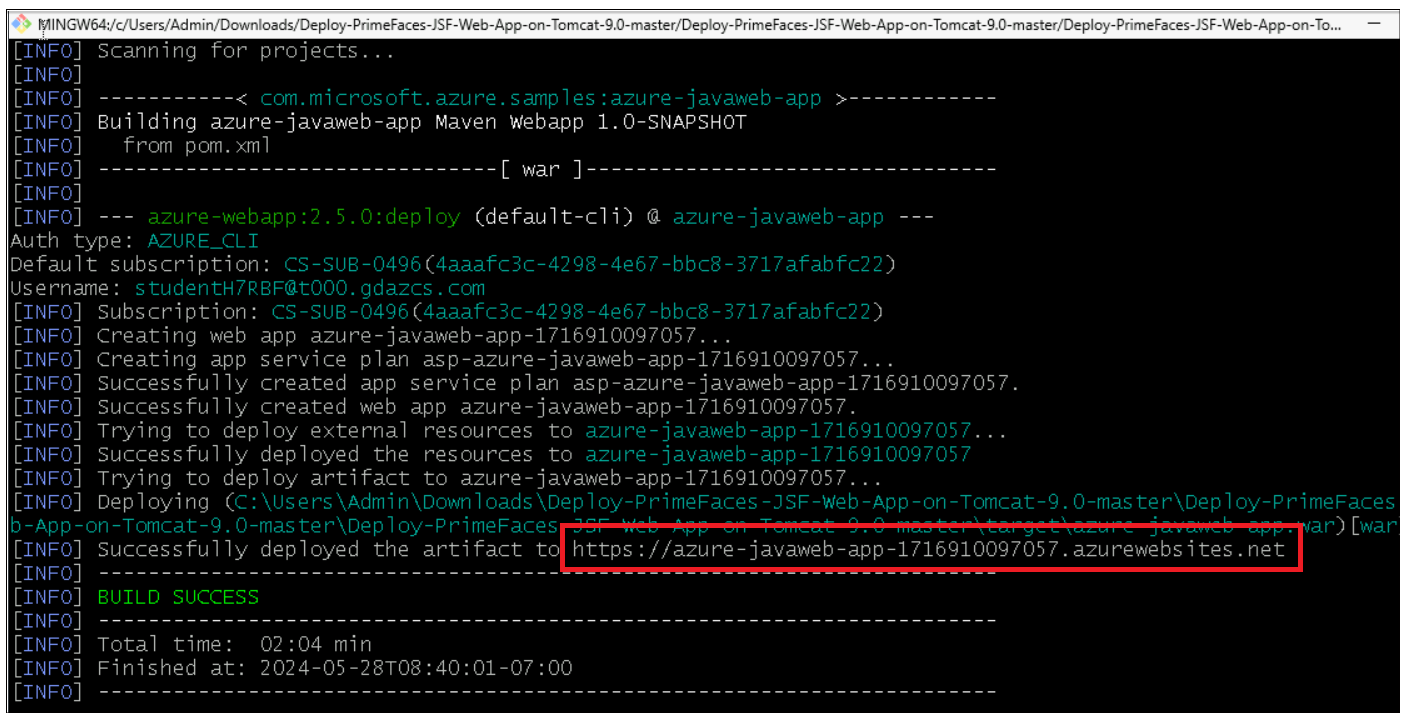 MINGW64:/c/Users/Admin/Downloads/Deploy-PrimeFaces-JSF-Web-App-on-Tomcat-9.0-master/Deploy-PrimeFaces-JSF-Web-App-on-Tomcat-9.0-master/Deploy-PrimeFaces-JSF-Web-App-on-To...
[INFO] Scanning for projects...
[INFO]
[INFO] -----------< com.microsoft.azure.samples:azure-javaweb-app >------------
[INFO] Building azure-javaweb-app Maven Webapp 1.0-SNAPSHOT
[INFO]   from pom.xml
[INFO] --------------------------------[ war ]---------------------------------
[INFO]
[INFO] --- azure-webapp:2.5.0:deploy (default-cli) @ azure-javaweb-app ---
Auth type: AZURE_CLI
Default subscription: CS-SUB-0496(4aaafc3c-4298-4e67-bbc8-3717afabfc22)
Username: studentH7RBF@t000.gdazcs.com
[INFO] Subscription: CS-SUB-0496(4aaafc3c-4298-4e67-bbc8-3717afabfc22)
[INFO] Creating web app azure-javaweb-app-1716910097057...
[INFO] Creating app service plan asp-azure-javaweb-app-1716910097057...
[INFO] Successfully created app service plan asp-azure-javaweb-app-1716910097057.
[INFO] Successfully created web app azure-javaweb-app-1716910097057.
[INFO] Trying to deploy external resources to azure-javaweb-app-1716910097057...
[INFO] Successfully deployed the resources to azure-javaweb-app-1716910097057
[INFO] Trying to deploy artifact to azure-javaweb-app-1716910097057...
[INFO] Deploying (C:\Users\Admin\Downloads\Deploy-PrimeFaces-JSF-Web-App-on-Tomcat-9.0-master\Deploy-PrimeFaces
b-App-on-Tomcat-9.0-master\Deploy-PrimeFaces-JSF-Web-App-on-Tomcat-9.0-master\target\azure-javaweb-app.war)[war
[INFO] Successfully deployed the artifact to https://azure-javaweb-app-1716910097057.azurewebsites.net
[INFO] ------------------------------------------------------------------------
[INFO] BUILD SUCCESS
[INFO] ------------------------------------------------------------------------
[INFO] Total time:  02:04 min
[INFO] Finished at: 2024-05-28T08:40:01-07:00
[INFO] ------------------------------------------------------------------------